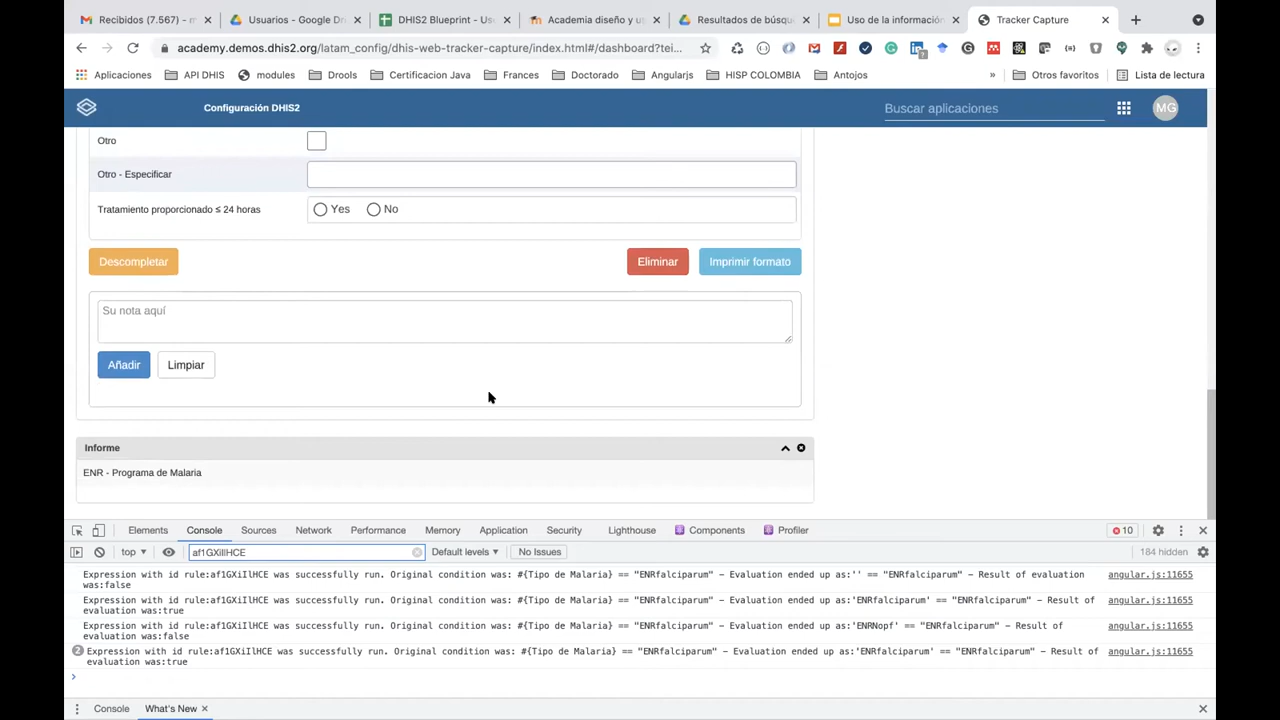 Recibidos (7.567) - m
Usuarios - Google Dr
DHIS2 Blueprint - Use
Academia diseño y u
Resultados de búsqu
Uso de la información
Tracker Capture
academy.demos.dhis2.org/latam_config/dhis-web-tracker-capture/index.html#/dashboard?tei...
Aplicaciones
API DHIS
modules
Drools
Certificacion Java
Frances
Doctorado
Angularjs
HISP COLOMBIA
Antojos
»
Otros favoritos
Lista de lectura
Configuración DHIS2
Buscar aplicaciones
MG
Otro
Otro - Especificar
Tratamiento proporcionado ≤ 24 horas
Yes
No
Descompletar
Eliminar
Imprimir formato
Su nota aquí
Añadir
Limpiar
Informe
ENR - Programa de Malaria
Elements
Console
Sources
Network
Performance
Memory
Application
Security
Lighthouse
Components
Profiler
10
top
af1GXiIlHCE
Default levels
No Issues
184 hidden
Expression with id rule:af1GXiIlHCE was successfully run. Original condition was: #{Tipo de Malaria} == "ENRfalciparum" – Evaluation ended up as:'' == "ENRfalciparum" – Result of evaluation
was:false
angular.js:11655
Expression with id rule:af1GXiIlHCE was successfully run. Original condition was: #{Tipo de Malaria} == "ENRfalciparum" – Evaluation ended up as:'ENRfalciparum' == "ENRfalciparum" – Result of
evaluation was:true
angular.js:11655
Expression with id rule:af1GXiIlHCE was successfully run. Original condition was: #{Tipo de Malaria} == "ENRfalciparum" – Evaluation ended up as:'ENRNopf' == "ENRfalciparum" – Result of
evaluation was:false
angular.js:11655
2 Expression with id rule:af1GXiIlHCE was successfully run. Original condition was: #{Tipo de Malaria} == "ENRfalciparum" – Evaluation ended up as:'ENRfalciparum' == "ENRfalciparum" – Result of
evaluation was:true
angular.js:11655
Console
What's New